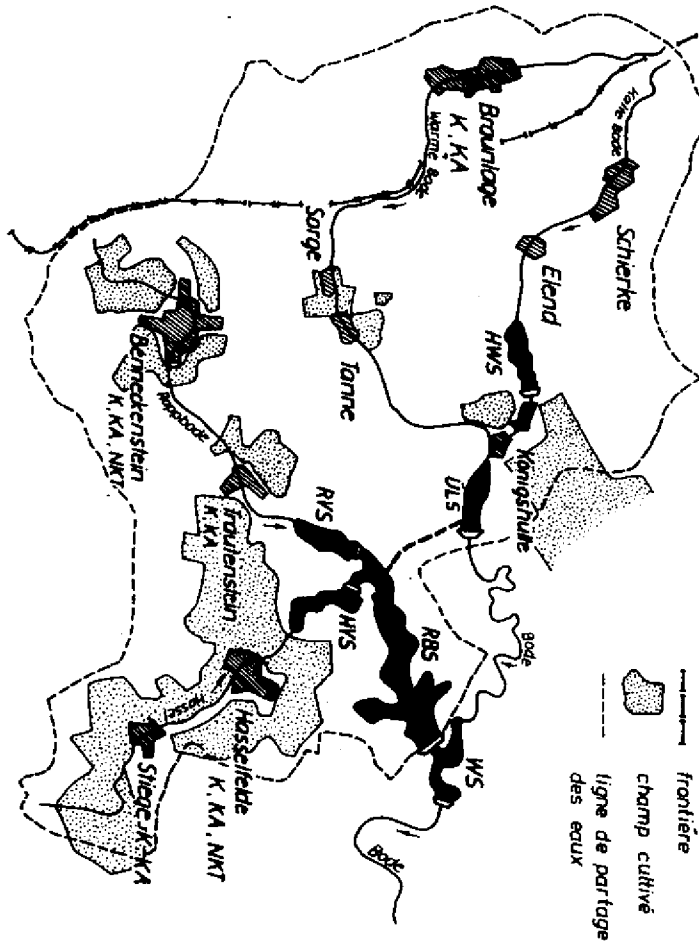 Kalte Bode
Schierke
Elend
Braunlage
K, KA
Warme Bode
Sorge
Tanne
HWS
Königshütte
ÜLS
Benneckenstein
K, KA, NKT
Rappbode
Trautenstein
K, KA
RVS
HVS
RBS
Bode
WS
Bode
Hasselfelde
K, KA, NKT
Hassel
Stiege, K, KA
frontière
champ cultivé
ligne de partage
des eaux